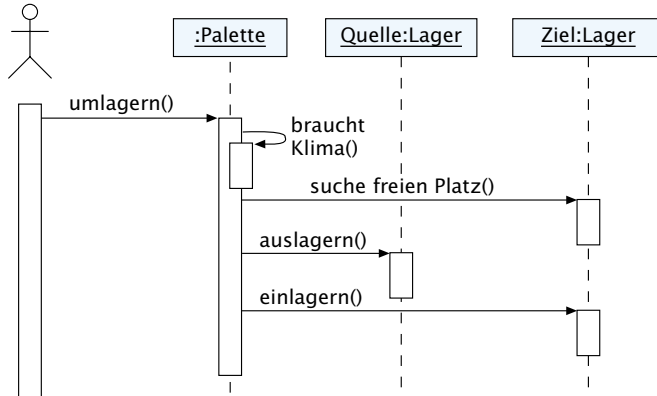 :Palette
Quelle:Lager
Ziel:Lager
umlagern()
braucht
Klima()
suche freien Platz()
auslagern()
einlagern()